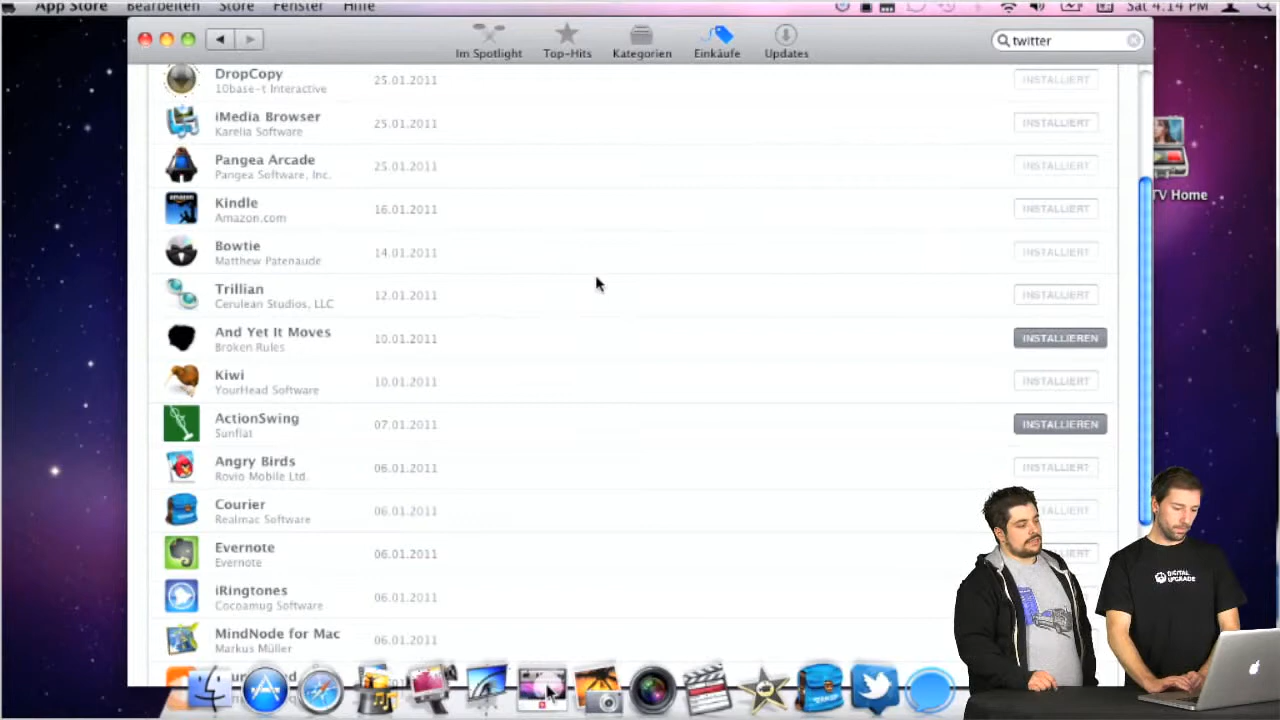 App Store Bearbeiten Store Fenster Hilfe Sat 4:14 PM
Im Spotlight Top-Hits Kategorien Einkäufe Updates twitter
DropCopy
10base-t Interactive
25.01.2011
INSTALLIERT
iMedia Browser
Karelia Software
25.01.2011
INSTALLIERT
Pangea Arcade
Pangea Software, Inc.
25.01.2011
INSTALLIERT
Kindle
Amazon.com
16.01.2011
INSTALLIERT
Bowtie
Matthew Patenaude
14.01.2011
INSTALLIERT
Trillian
Cerulean Studios, LLC
12.01.2011
INSTALLIERT
And Yet It Moves
Broken Rules
10.01.2011
INSTALLIEREN
Kiwi
YourHead Software
10.01.2011
INSTALLIERT
ActionSwing
Sunflat
07.01.2011
INSTALLIEREN
Angry Birds
Rovio Mobile Ltd.
06.01.2011
INSTALLIERT
Courier
Realmac Software
06.01.2011
Evernote
Evernote
06.01.2011
iRingtones
Cocoamug Software
06.01.2011
MindNode for Mac
Markus Müller
06.01.2011
TV Home
amazon
DIGITAL
UPGRADE